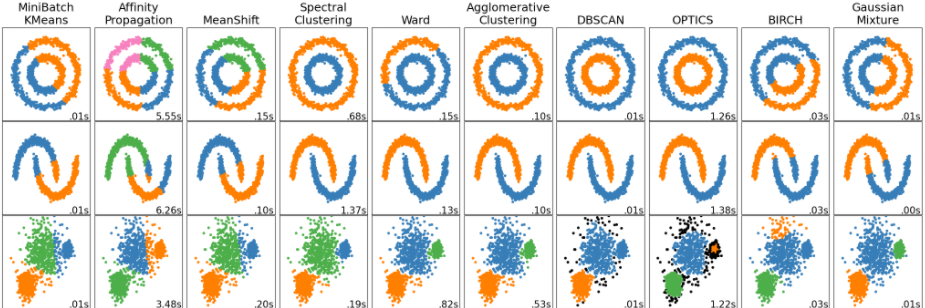 MiniBatch
KMeans
Affinity
Propagation
MeanShift
Spectral
Clustering
Ward
Agglomerative
Clustering
DBSCAN
OPTICS
BIRCH
Gaussian
Mixture
.01s 5.55s .15s .68s .15s .10s .01s 1.26s .03s .01s
.01s 6.26s .10s 1.37s .13s .10s .01s 1.38s .03s .00s
.01s 3.48s .20s .19s .82s .53s .01s 1.22s .03s .01s